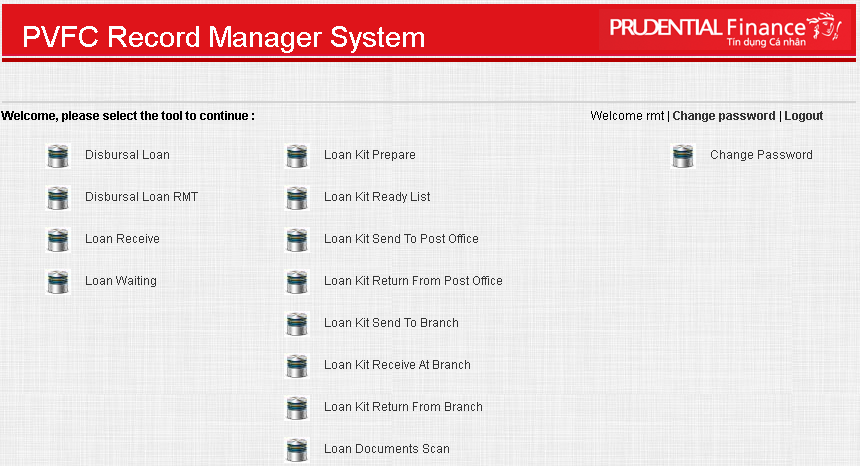 PVFC Record Manager System
PRUDENTIAL Finance
Tín dụng Cá nhân
Welcome, please select the tool to continue :
Welcome rmt | Change password | Logout
Disbursal Loan
Loan Kit Prepare
Change Password
Disbursal Loan RMT
Loan Kit Ready List
Loan Receive
Loan Kit Send To Post Office
Loan Waiting
Loan Kit Return From Post Office
Loan Kit Send To Branch
Loan Kit Receive At Branch
Loan Kit Return From Branch
Loan Documents Scan